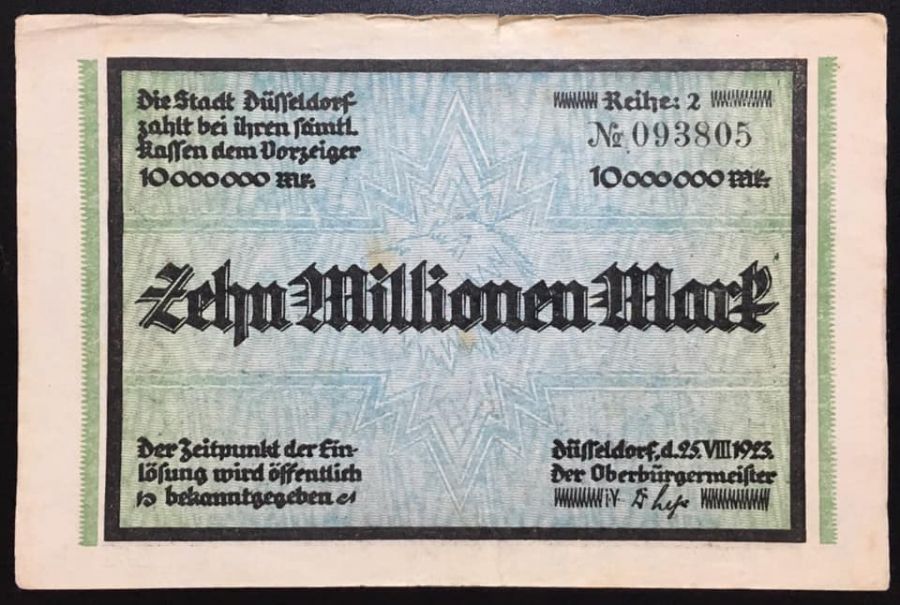 Die Stadt Düsseldorf
zahlt bei ihren sämtl.
Kassen dem Vorzeiger
10000000 Mk.
Reihe: 2
№ 093805
10000000 Mk.
Zehn-Millionen-Mark
Der Zeitpunkt der Ein-
lösung wird öffentlich
bekanntgegeben
Düsseldorf, d. 25. VIII 1923.
Der Oberbürgermeister
i.V.